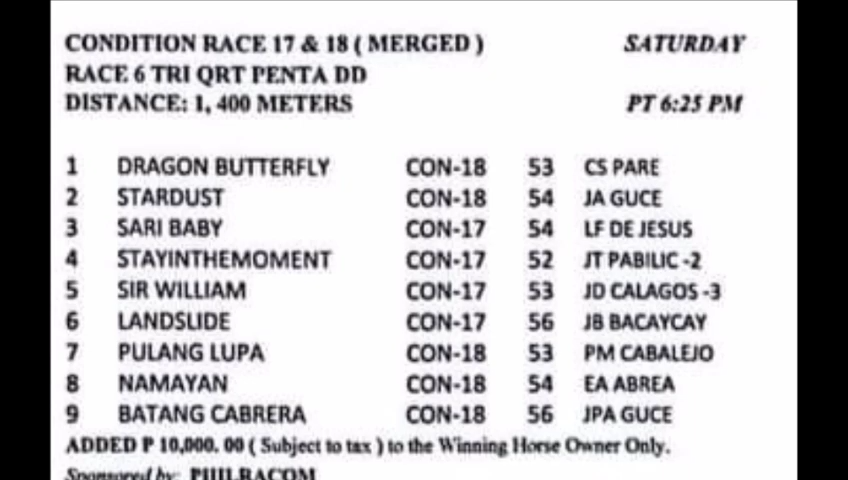 CONDITION RACE 17 & 18 ( MERGED ) SATURDAY
RACE 6 TRI QRT PENTA DD
DISTANCE: 1, 400 METERS PT 6:25 PM
1 DRAGON BUTTERFLY CON-18 53 CS PARE
2 STARDUST CON-18 54 JA GUCE
3 SARI BABY CON-17 54 LF DE JESUS
4 STAYINTHEMOMENT CON-17 52 JT PABILIC -2
5 SIR WILLIAM CON-17 53 JD CALAGOS -3
6 LANDSLIDE CON-17 56 JB BACAYCAY
7 PULANG LUPA CON-18 53 PM CABALEJO
8 NAMAYAN CON-18 54 EA ABREA
9 BATANG CABRERA CON-18 56 JPA GUCE
ADDED P 10,000. 00 ( Subject to tax ) to the Winning Horse Owner Only.
Sponsored by: PHILRACOM